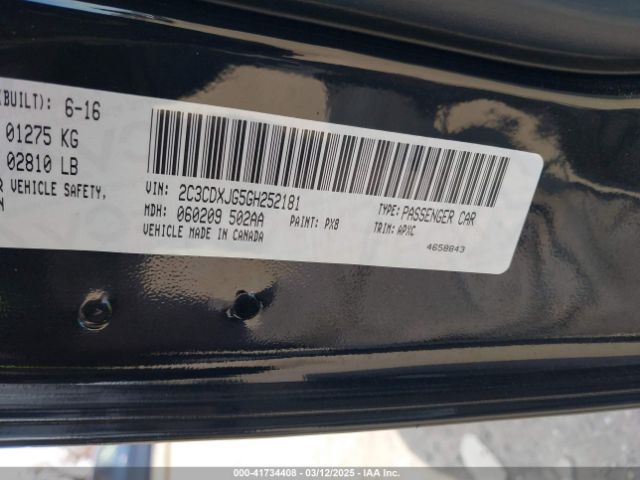 (BUILT): 6-16
01275 KG
02810 LB
R VEHICLE SAFETY,
N
VIN: 2C3CDXJG5GH252181
MDH: 060209 502AA
PAINT: PX8
VEHICLE MADE IN CANADA
TYPE: PASSENGER CAR
TRIM: APXC
4658843
000-41734408 - 03/12/2025 - IAA Inc.